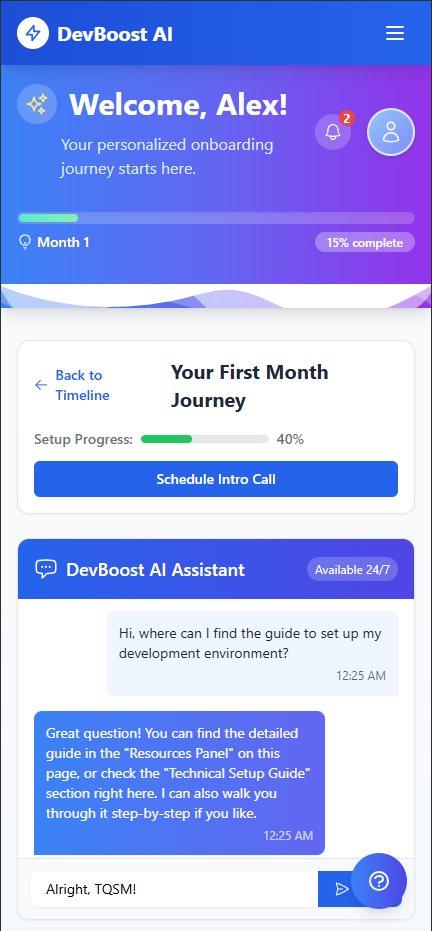 DevBoost AI
Welcome, Alex!
2
Your personalized onboarding
journey starts here.
Month 1
15% complete
Back to
Timeline
Your First Month
Journey
Setup Progress:
40%
Schedule Intro Call
DevBoost AI Assistant
Available 24/7
Hi, where can I find the guide to set up my
development environment?
12:25 AM
Great question! You can find the detailed
guide in the "Resources Panel" on this
page, or check the "Technical Setup Guide"
section right here. I can also walk you
through it step-by-step if you like.
12:25 AM
Alright, TQSM!